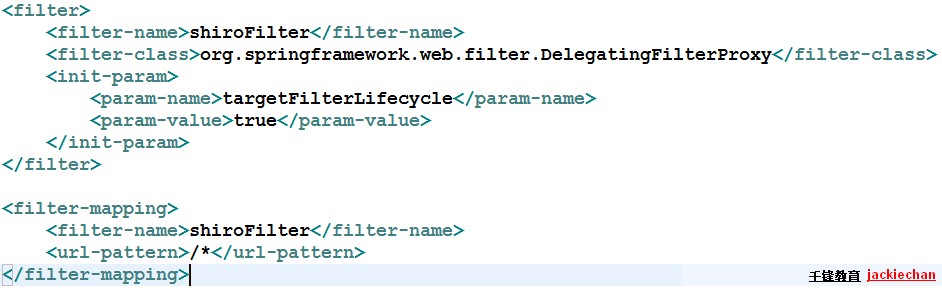 <filter>
    <filter-name>shiroFilter</filter-name>
    <filter-class>org.springframework.web.filter.DelegatingFilterProxy</filter-class>
    <init-param>
        <param-name>targetFilterLifecycle</param-name>
        <param-value>true</param-value>
    </init-param>
</filter>

<filter-mapping>
    <filter-name>shiroFilter</filter-name>
    <url-pattern>/*</url-pattern>
</filter-mapping>
千锋教育 jackiechan